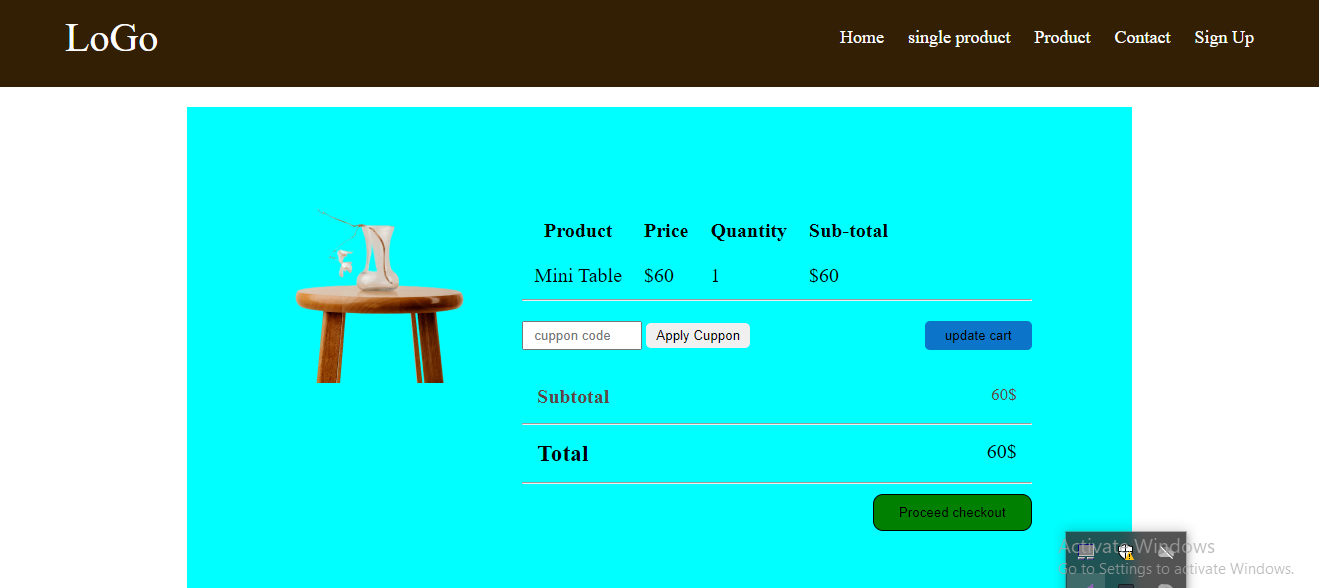 LoGo
Home single product Product Contact Sign Up
Product Price Quantity Sub-total
Mini Table $60 1 $60
cuppon code Apply Cuppon update cart
Subtotal 60$
Total 60$
Proceed checkout
Activate Windows
Go to Settings to activate Windows.